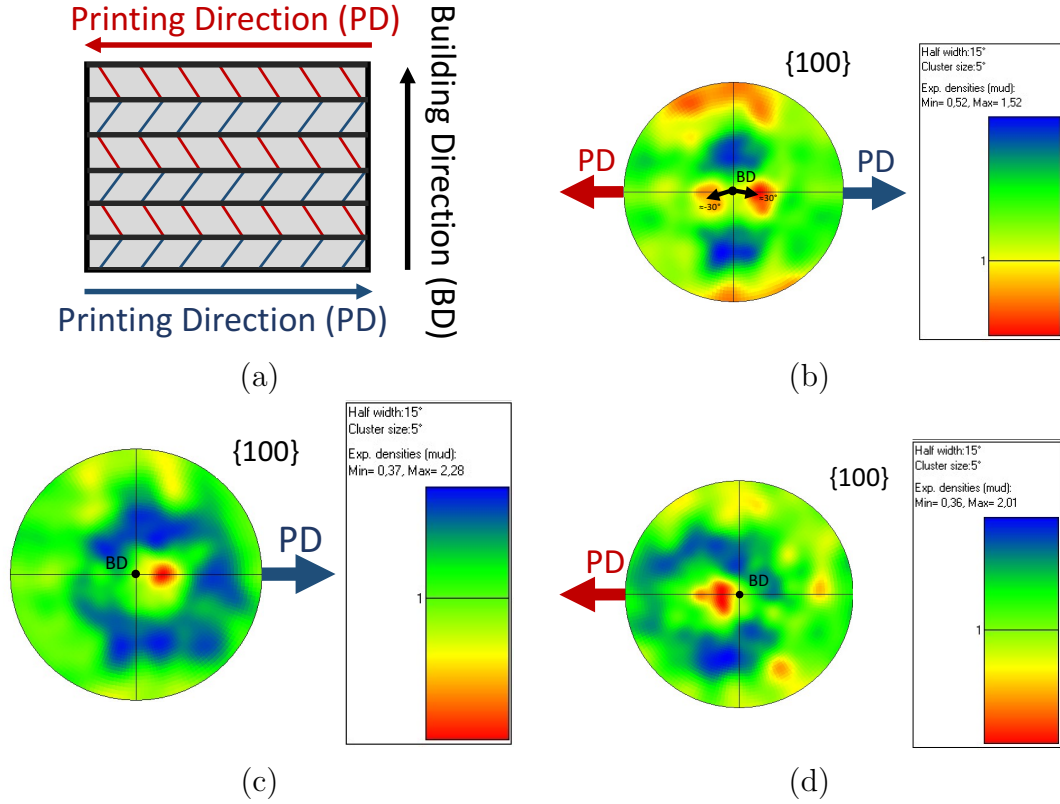 Printing Direction (PD)
Building Direction (BD)
Printing Direction (PD)
(a)
{100}
PD
BD
PD
≈-30°
≈30°
Half width:15°
Cluster size:5°
Exp. densities (mud):
Min= 0,52, Max= 1,52
1
(b)
{100}
BD
PD
Half width:15°
Cluster size:5°
Exp. densities (mud):
Min= 0,37, Max= 2,28
1
(c)
{100}
PD
BD
Half width:15°
Cluster size:5°
Exp. densities (mud):
Min= 0,36, Max= 2,01
1
(d)